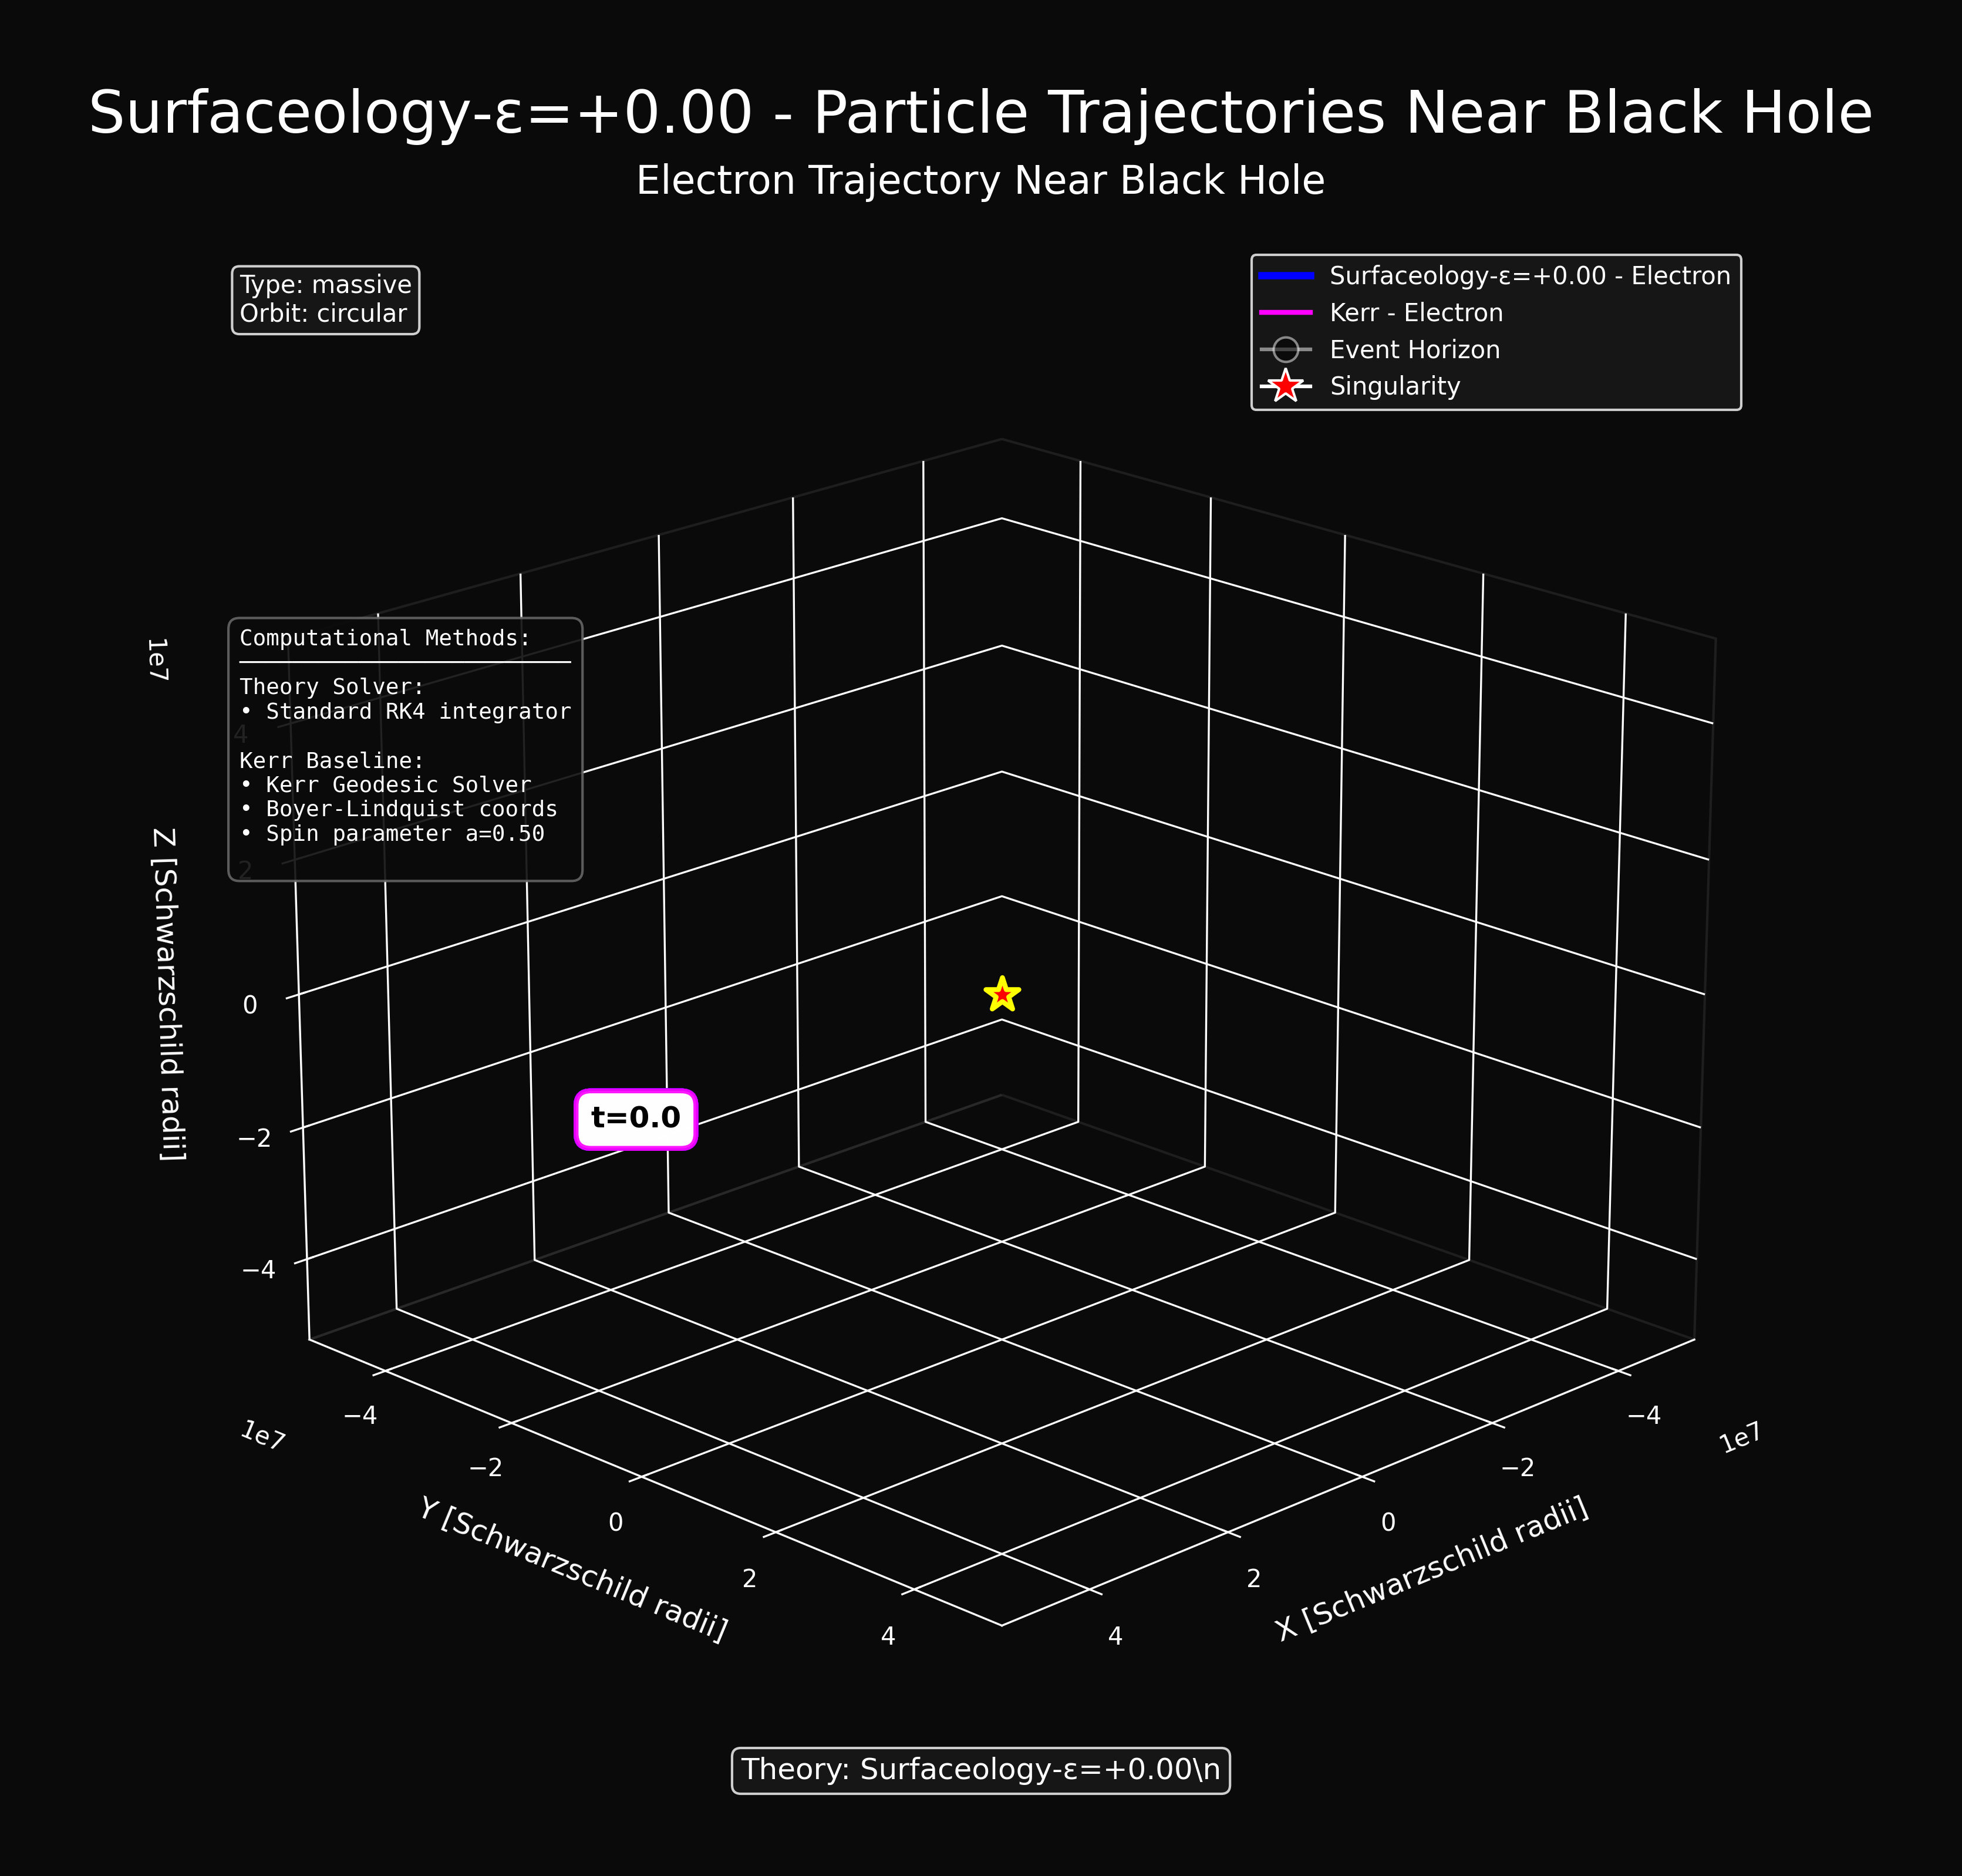 Surfaceology-ε=+0.00 - Particle Trajectories Near Black Hole
Electron Trajectory Near Black Hole
Type: massive
Orbit: circular
Surfaceology-ε=+0.00 - Electron
Kerr - Electron
Event Horizon
Singularity
Computational Methods:
Theory Solver:
• Standard RK4 integrator
Kerr Baseline:
• Kerr Geodesic Solver
• Boyer-Lindquist coords
• Spin parameter a=0.50
1e7
4
2
0
−2
−4
Z [Schwarzschild radii]
t=0.0
1e7
−4
−2
0
2
4
Y [Schwarzschild radii]
4
2
0
−2
−4
1e7
X [Schwarzschild radii]
Theory: Surfaceology-ε=+0.00\n